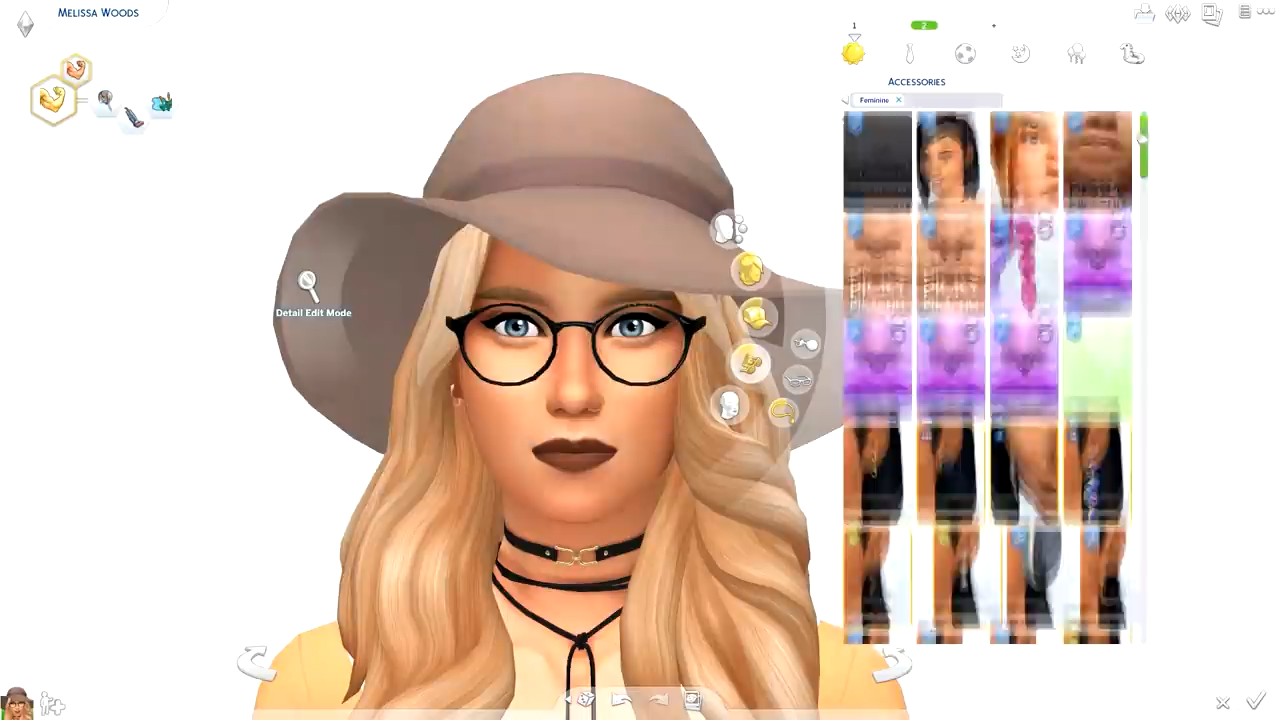 Melissa Woods
1
2
+
Accessories
Feminine
Detail Edit Mode